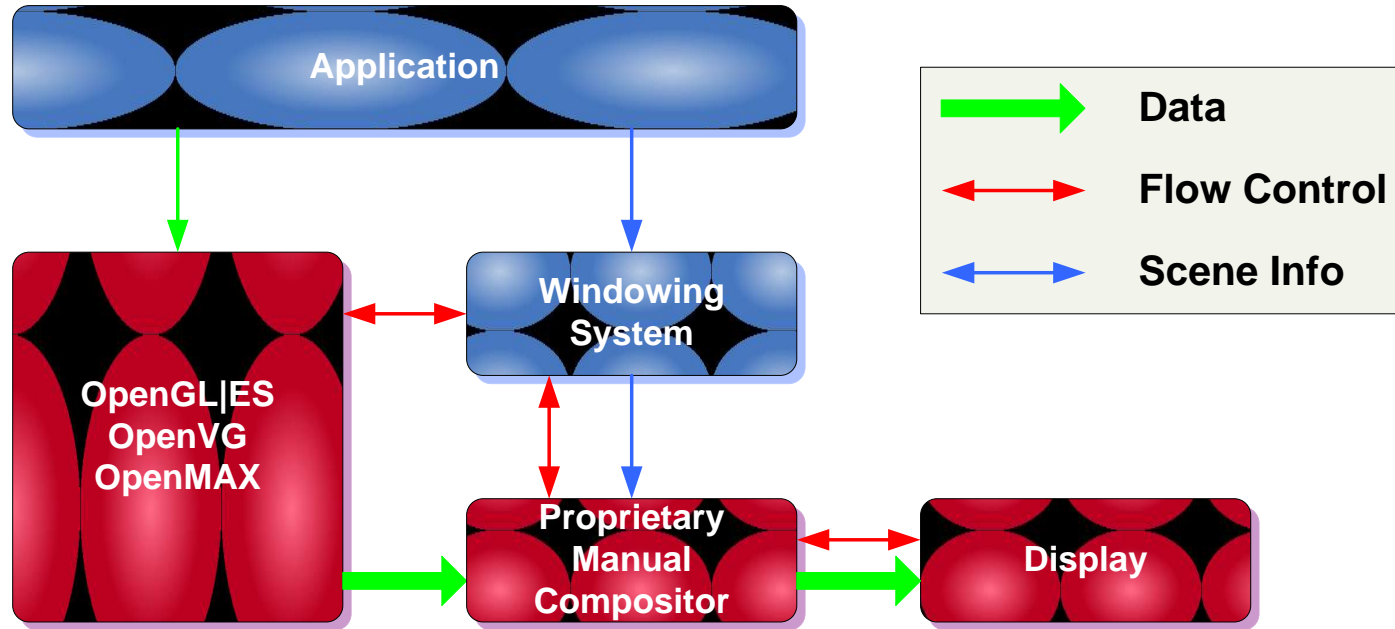 Application
Data
Flow Control
Scene Info
Windowing
System
OpenGL|ES
OpenVG
OpenMAX
Proprietary
Manual
Compositor
Display